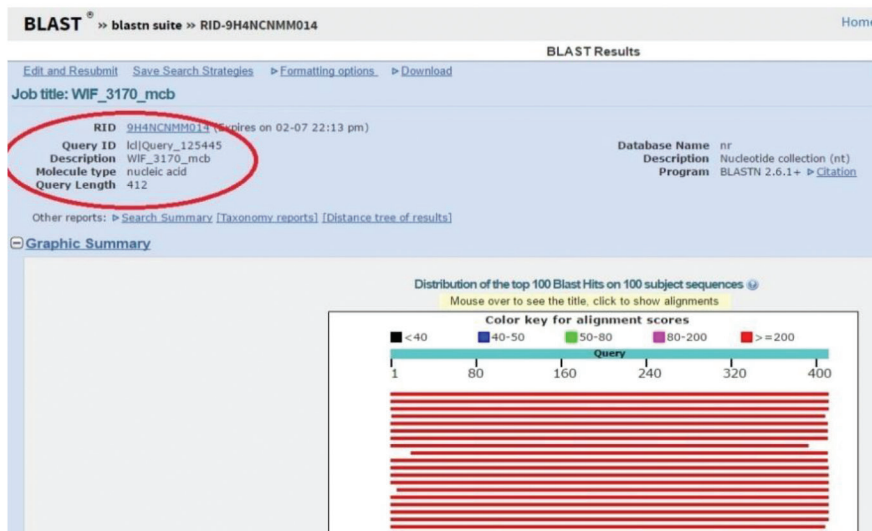 BLAST ® » blastn suite » RID-9H4NCNMM014
Home
BLAST Results
Edit and Resubmit Save Search Strategies ▷ Formatting options ▷ Download
Job title: WIF_3170_mcb
RID 9H4NCNMM014 (Expires on 02-07 22:13 pm)
Query ID lcl|Query_125445
Description WIF_3170_mcb
Molecule type nucleic acid
Query Length 412
Database Name nr
Description Nucleotide collection (nt)
Program BLASTN 2.6.1+ ▷ Citation
Other reports: ▷ Search Summary [Taxonomy reports] [Distance tree of results]
Graphic Summary
Distribution of the top 100 Blast Hits on 100 subject sequences
Mouse over to see the title, click to show alignments
Color key for alignment scores
<40 40-50 50-80 80-200 >=200
Query
1 80 160 240 320 400